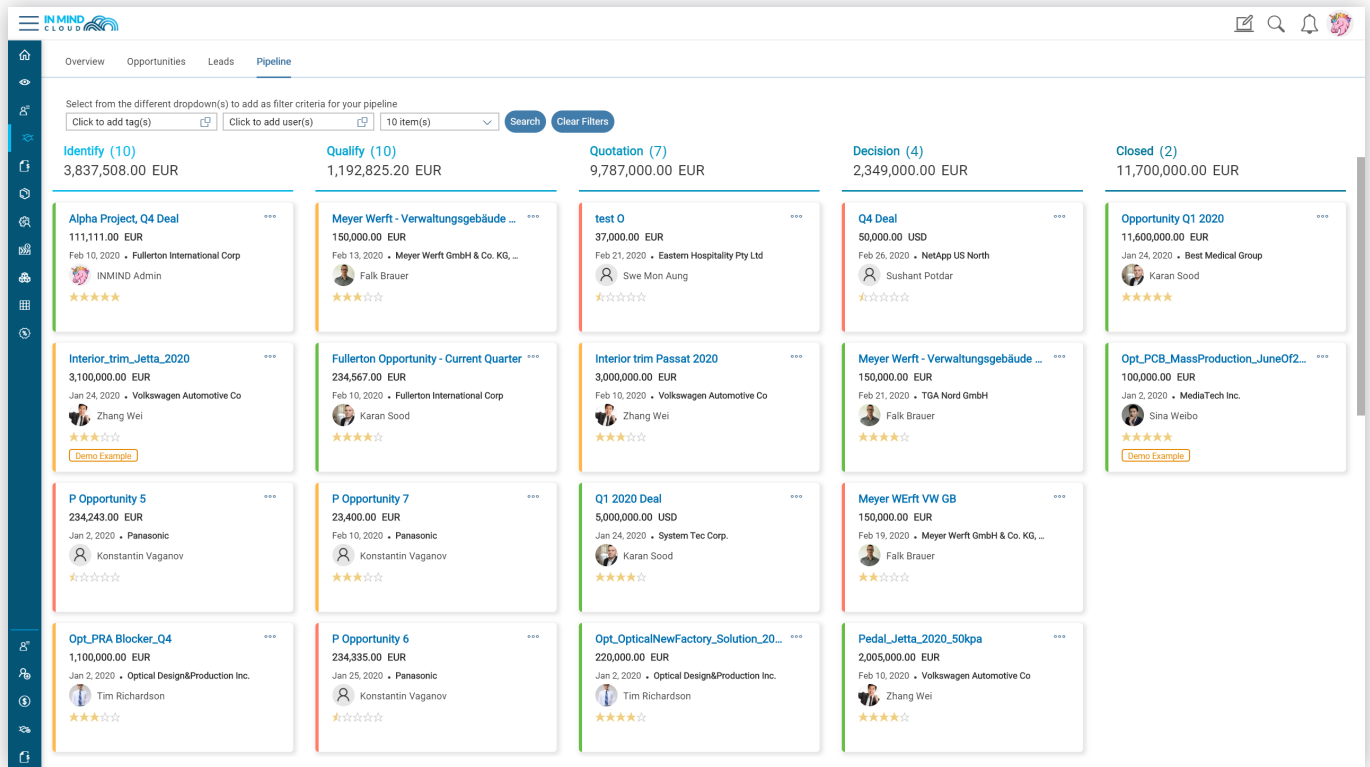 IN MIND
CLOUD
Overview Opportunities Leads Pipeline
Select from the different dropdown(s) to add as filter criteria for your pipeline
Click to add tag(s) Click to add user(s) 10 item(s) Search Clear Filters
Identify (10)
3,837,508.00 EUR
Alpha Project, Q4 Deal
111,111.00 EUR
Feb 10, 2020 • Fullerton International Corp
INMIND Admin
Interior_trim_Jetta_2020
3,100,000.00 EUR
Jan 24, 2020 • Volkswagen Automotive Co
Zhang Wei
Demo Example
P Opportunity 5
234,243.00 EUR
Jan 2, 2020 • Panasonic
Konstantin Vaganov
Opt_PRA Blocker_Q4
1,100,000.00 EUR
Jan 2, 2020 • Optical Design&Production Inc.
Tim Richardson
Qualify (10)
1,192,825.20 EUR
Meyer Werft - Verwaltungsgebäude ...
150,000.00 EUR
Feb 13, 2020 • Meyer Werft GmbH & Co. KG, ...
Falk Brauer
Fullerton Opportunity - Current Quarter
234,567.00 EUR
Feb 10, 2020 • Fullerton International Corp
Karan Sood
P Opportunity 7
23,400.00 EUR
Feb 10, 2020 • Panasonic
Konstantin Vaganov
P Opportunity 6
234,335.00 EUR
Jan 25, 2020 • Panasonic
Konstantin Vaganov
Quotation (7)
9,787,000.00 EUR
test O
37,000.00 EUR
Feb 21, 2020 • Eastern Hospitality Pty Ltd
Swe Mon Aung
Interior trim Passat 2020
3,000,000.00 EUR
Feb 10, 2020 • Volkswagen Automotive Co
Zhang Wei
Q1 2020 Deal
5,000,000.00 USD
Jan 24, 2020 • System Tec Corp.
Karan Sood
Opt_OpticalNewFactory_Solution_20...
220,000.00 EUR
Jan 2, 2020 • Optical Design&Production Inc.
Tim Richardson
Decision (4)
2,349,000.00 EUR
Q4 Deal
50,000.00 USD
Feb 26, 2020 • NetApp US North
Sushant Potdar
Meyer Werft - Verwaltungsgebäude ...
150,000.00 EUR
Feb 21, 2020 • TGA Nord GmbH
Falk Brauer
Meyer WErft VW GB
150,000.00 EUR
Feb 19, 2020 • Meyer Werft GmbH & Co. KG, ...
Falk Brauer
Pedal_Jetta_2020_50kpa
2,005,000.00 EUR
Feb 10, 2020 • Volkswagen Automotive Co
Zhang Wei
Closed (2)
11,700,000.00 EUR
Opportunity Q1 2020
11,600,000.00 EUR
Jan 24, 2020 • Best Medical Group
Karan Sood
Opt_PCB_MassProduction_JuneOf2...
100,000.00 EUR
Jan 2, 2020 • MediaTech Inc.
Sina Weibo
Demo Example